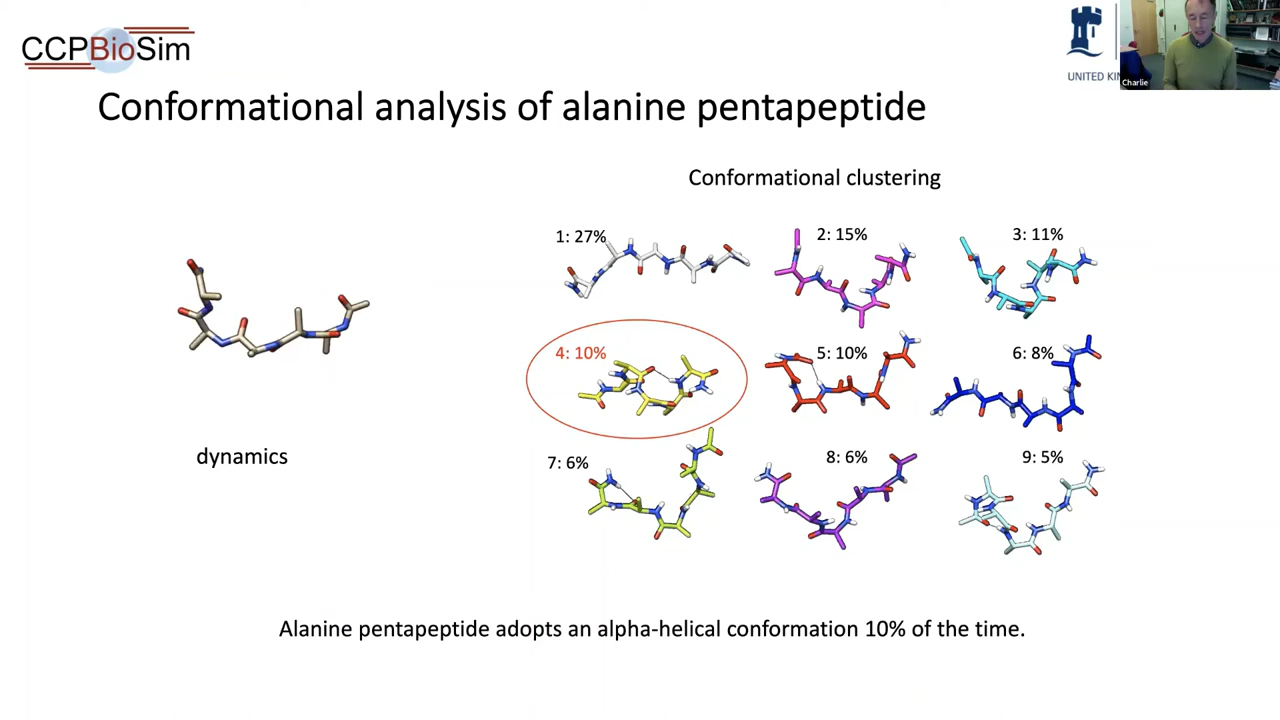 CCPBioSim
UNITED KIN
Charlie
Conformational analysis of alanine pentapeptide
Conformational clustering
1: 27%
2: 15%
3: 11%
4: 10%
5: 10%
6: 8%
dynamics
7: 6%
8: 6%
9: 5%
Alanine pentapeptide adopts an alpha-helical conformation 10% of the time.